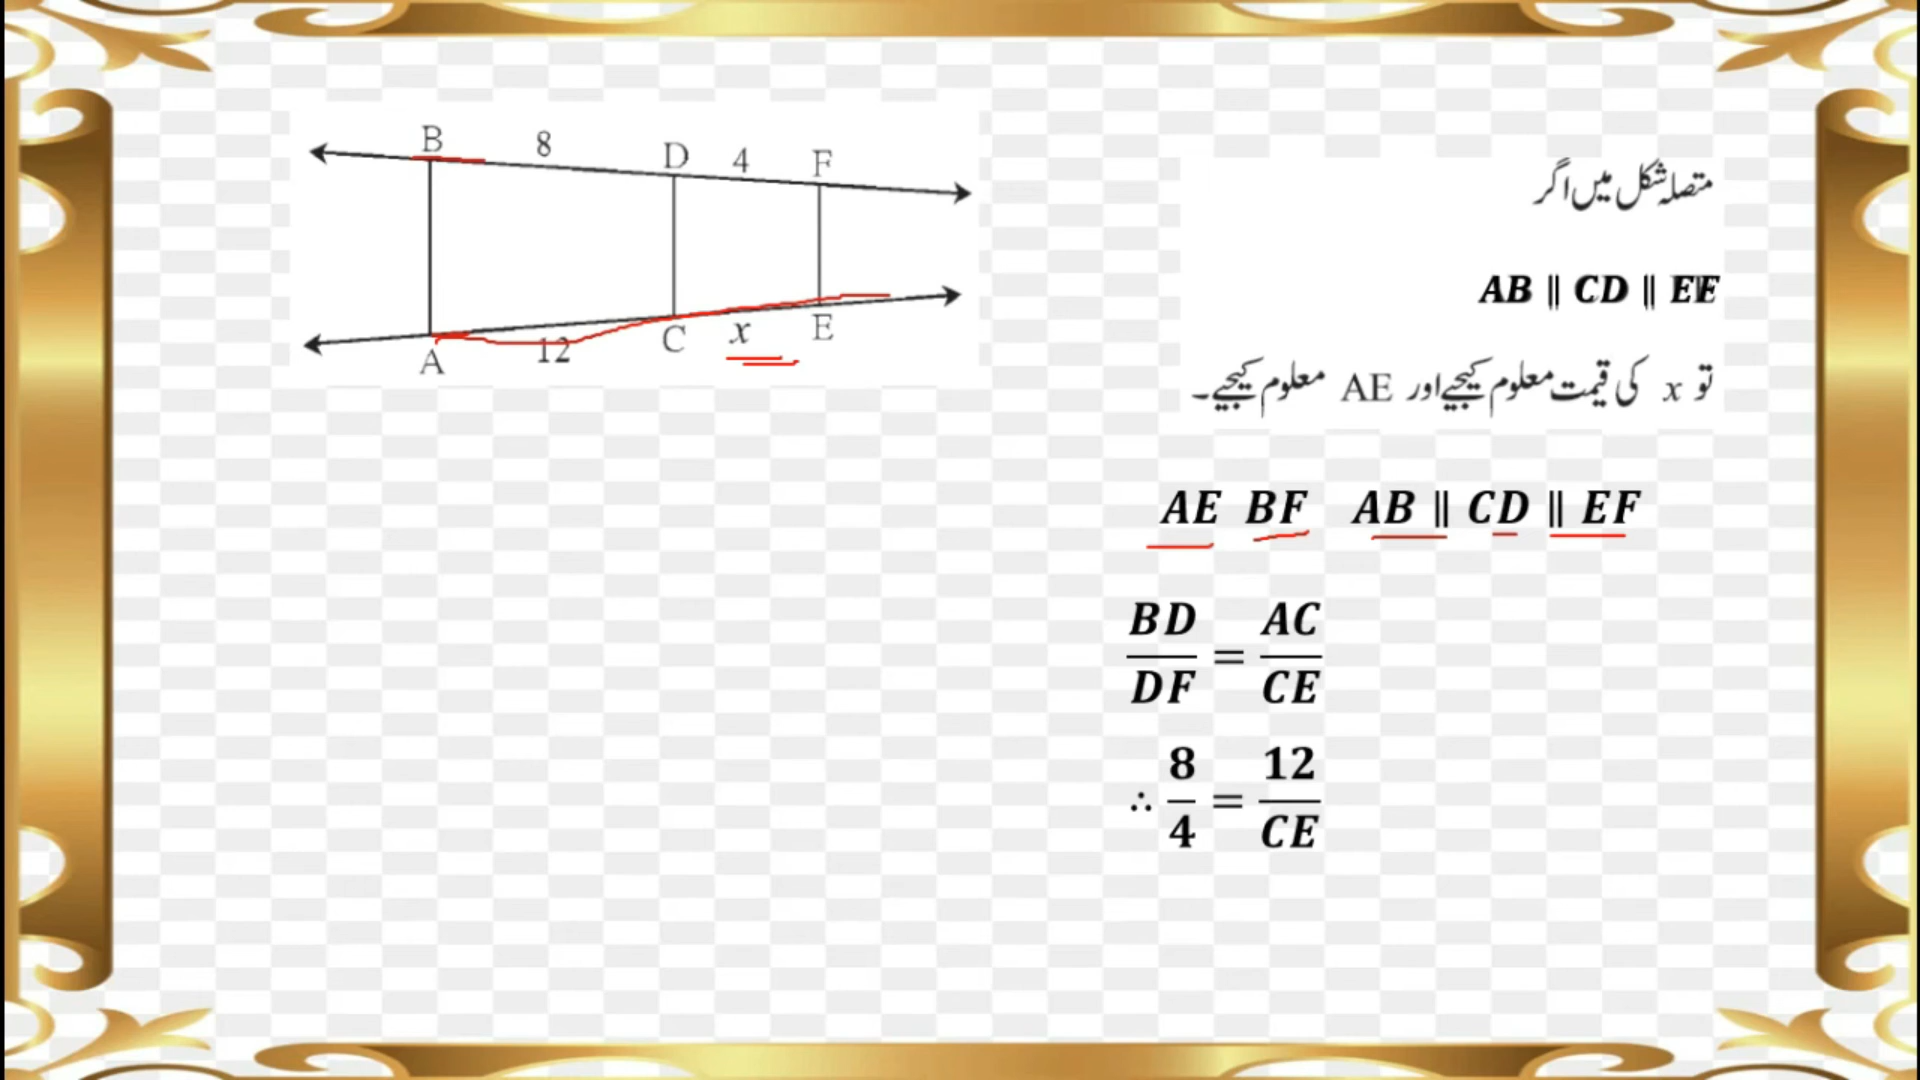 B 8 D 4 F
A 12 C x E
متصلہ شکل میں اگر
AB ∥ CD ∥ EF
تو x کی قیمت معلوم کیجیے اور AE معلوم کیجیے۔
AE BF AB ∥ CD ∥ EF
BD/DF = AC/CE
∴ 8/4 = 12/CE